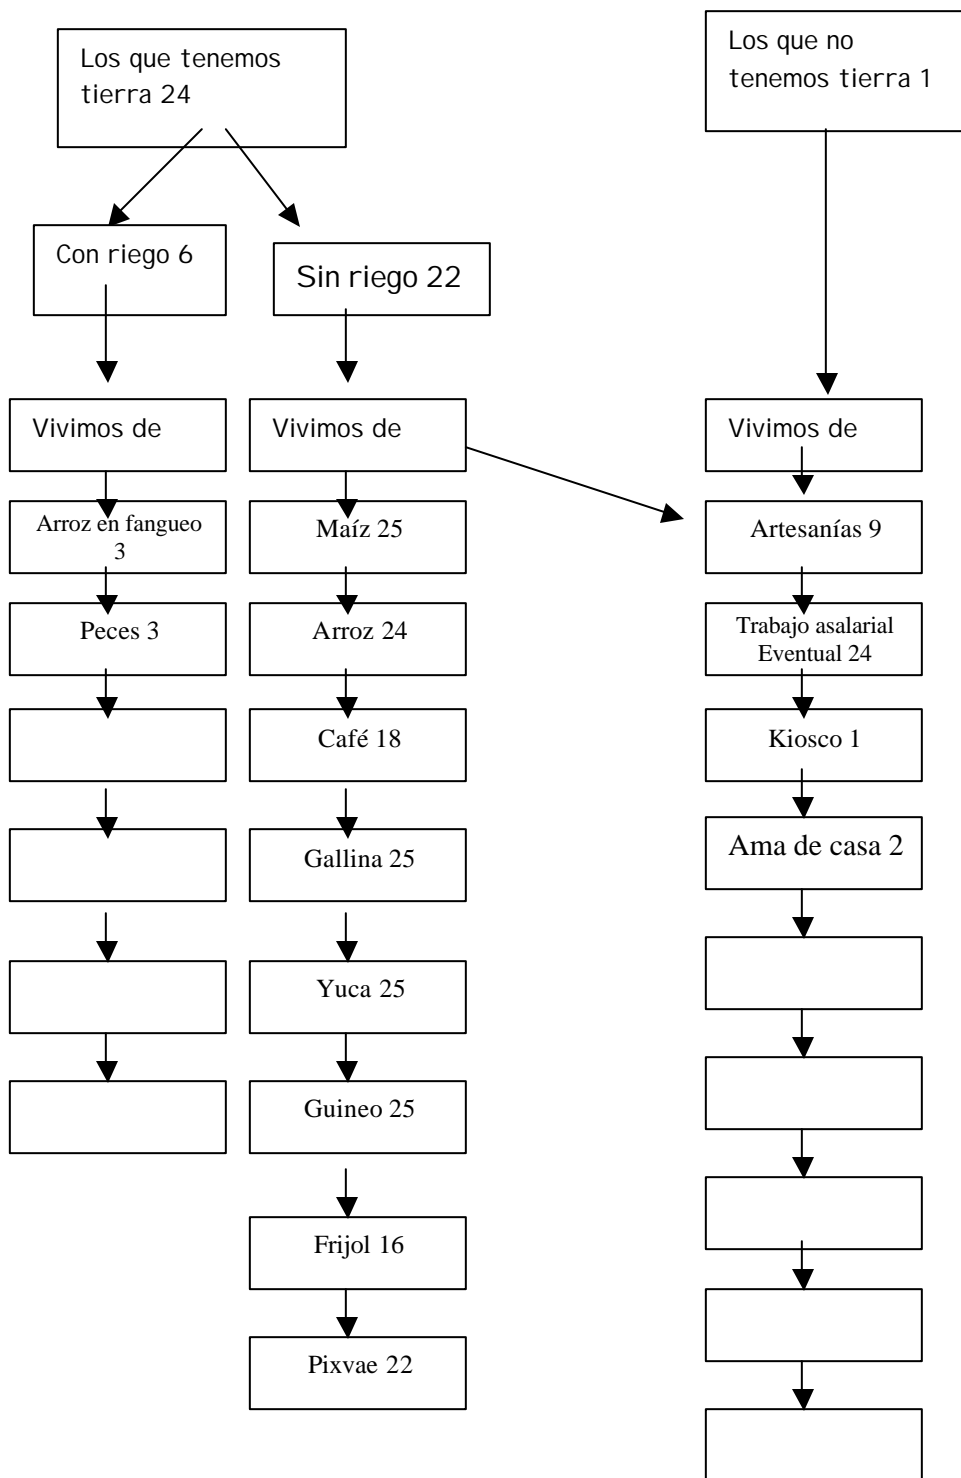 Los que tenemos
tierra 24
Los que no
tenemos tierra 1
Con riego 6
Sin riego 22
Vivimos de
Vivimos de
Vivimos de
Arroz en fangueo
3
Maíz 25
Artesanías 9
Peces 3
Arroz 24
Trabajo asalarial
Eventual 24
Café 18
Kiosco 1
Gallina 25
Ama de casa 2
Yuca 25
Guineo 25
Frijol 16
Pixvae 22